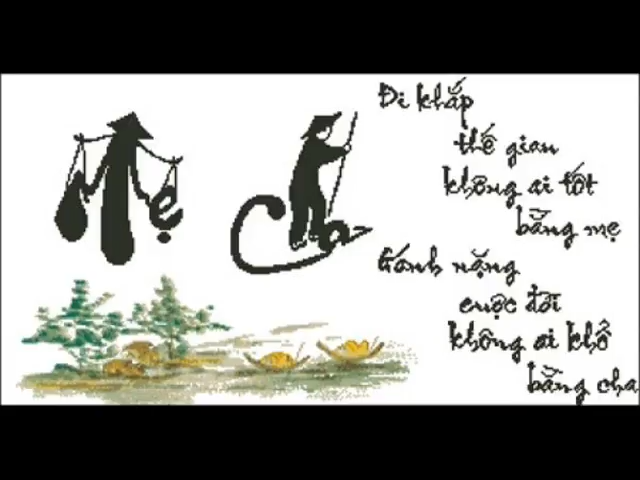 Mẹ Cha
Đi khắp
thế gian
không ai tốt
bằng mẹ
Gánh nặng
cuộc đời
không ai khổ
bằng cha